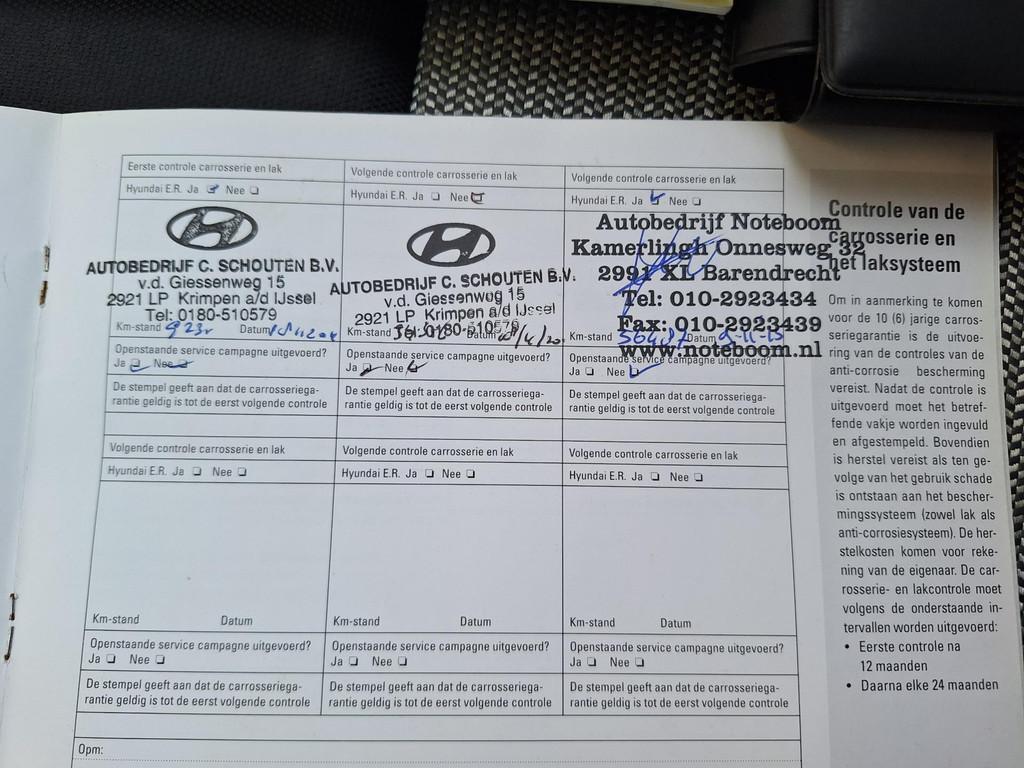 Eerste controle carrosserie en lak
Hyundai E.R. Ja Nee
AUTOBEDRIJF C. SCHOUTEN B.V.
v.d. Giessenweg 15
2921 LP Krimpen a/d IJssel
Tel: 0180-510579
Km-stand Datum
Openstaande service campagne uitgevoerd?
Ja Nee
De stempel geeft aan dat de carrosseriega-
rantie geldig is tot de eerst volgende controle
Volgende controle carrosserie en lak
Hyundai E.R. Ja Nee
AUTOBEDRIJF C. SCHOUTEN B.V.
v.d. Giessenweg 15
2921 LP Krimpen a/d IJssel
Tel: 0180-510579
Km-stand Datum
Openstaande service campagne uitgevoerd?
Ja Nee
De stempel geeft aan dat de carrosseriega-
rantie geldig is tot de eerst volgende controle
Volgende controle carrosserie en lak
Hyundai E.R. Ja Nee
Autobedrijf Noteboom
Kamerlingh Onnesweg 32
2991 XL Barendrecht
Tel: 010-2923434
Fax: 010-2923439
Km-stand Datum
www.noteboom.nl
Openstaande service campagne uitgevoerd?
Ja Nee
De stempel geeft aan dat de carrosseriega-
rantie geldig is tot de eerst volgende controle
Volgende controle carrosserie en lak
Hyundai E.R. Ja Nee
Km-stand Datum
Openstaande service campagne uitgevoerd?
Ja Nee
De stempel geeft aan dat de carrosseriega-
rantie geldig is tot de eerst volgende controle
Volgende controle carrosserie en lak
Hyundai E.R. Ja Nee
Km-stand Datum
Openstaande service campagne uitgevoerd?
Ja Nee
De stempel geeft aan dat de carrosseriega-
rantie geldig is tot de eerst volgende controle
Volgende controle carrosserie en lak
Hyundai E.R. Ja Nee
Km-stand Datum
Openstaande service campagne uitgevoerd?
Ja Nee
De stempel geeft aan dat de carrosseriega-
rantie geldig is tot de eerst volgende controle
Opm:
Controle van de
carrosserie en
het laksysteem
Om in aanmerking te komen
voor de 10 (6) jarige carros-
seriegarantie is de uitvoe-
ring van de controles van de
anti-corrosie bescherming
vereist. Nadat de controle is
uitgevoerd moet het betref-
fende vakje worden ingevuld
en afgestempeld. Bovendien
is herstel vereist als ten ge-
volge van het gebruik schade
is ontstaan aan het bescher-
mingssysteem (zowel lak als
anti-corrosiesysteem). De her-
stelkosten komen voor reke-
ning van de eigenaar. De car-
rosserie- en lakcontrole moet
volgens de onderstaande in-
tervallen worden uitgevoerd:
• Eerste controle na
12 maanden
• Daarna elke 24 maanden